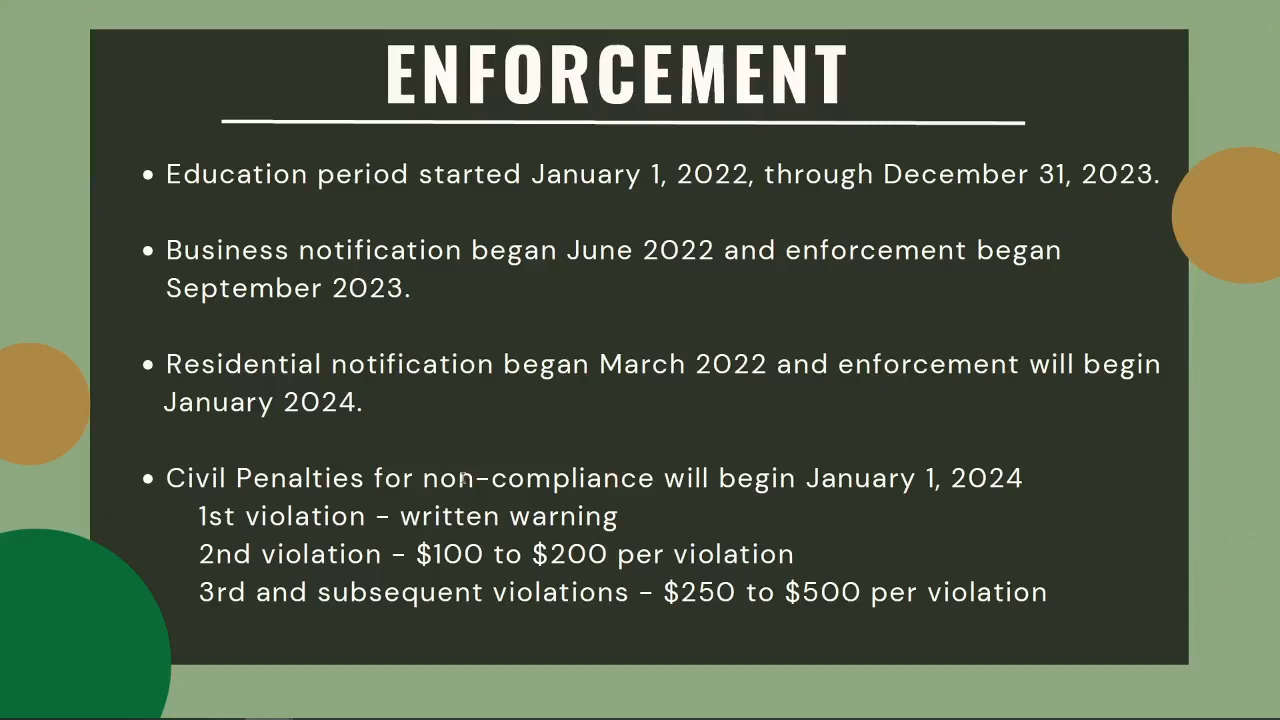 ENFORCEMENT
• Education period started January 1, 2022, through December 31, 2023.
• Business notification began June 2022 and enforcement began
September 2023.
• Residential notification began March 2022 and enforcement will begin
January 2024.
• Civil Penalties for non-compliance will begin January 1, 2024
1st violation – written warning
2nd violation – $100 to $200 per violation
3rd and subsequent violations – $250 to $500 per violation